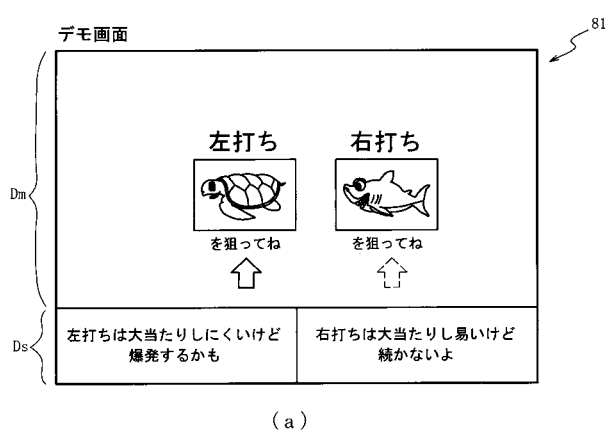 デモ画面
81
Dm
左打ち
右打ち
を狙ってね
を狙ってね
Ds
左打ちは大当たりしにくいけど
爆発するかも
右打ちは大当たりし易いけど
続かないよ
(a)